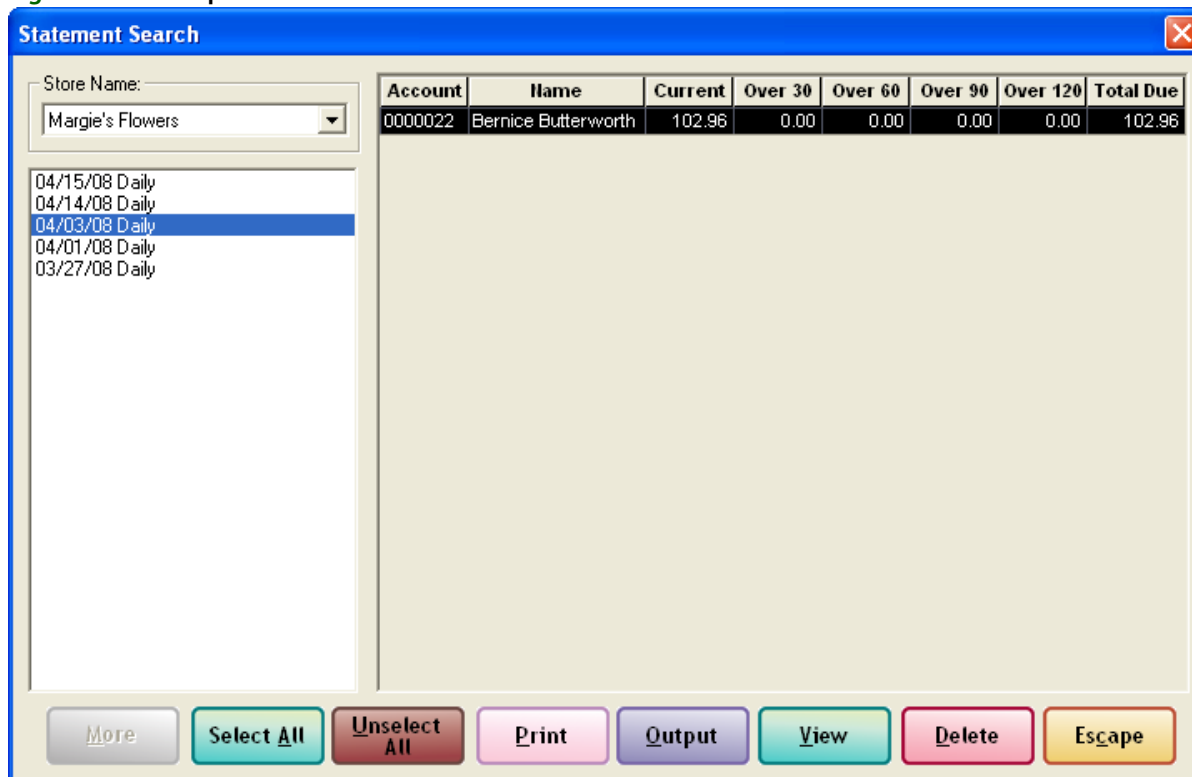 Statement Search
Store Name:
Margie's Flowers
04/15/08 Daily
04/14/08 Daily
04/03/08 Daily
04/01/08 Daily
03/27/08 Daily
Account Name Current Over 30 Over 60 Over 90 Over 120 Total Due
0000022 Bernice Butterworth 102.96 0.00 0.00 0.00 0.00 102.96
More
Select All
Unselect
All
Print
Output
View
Delete
Escape